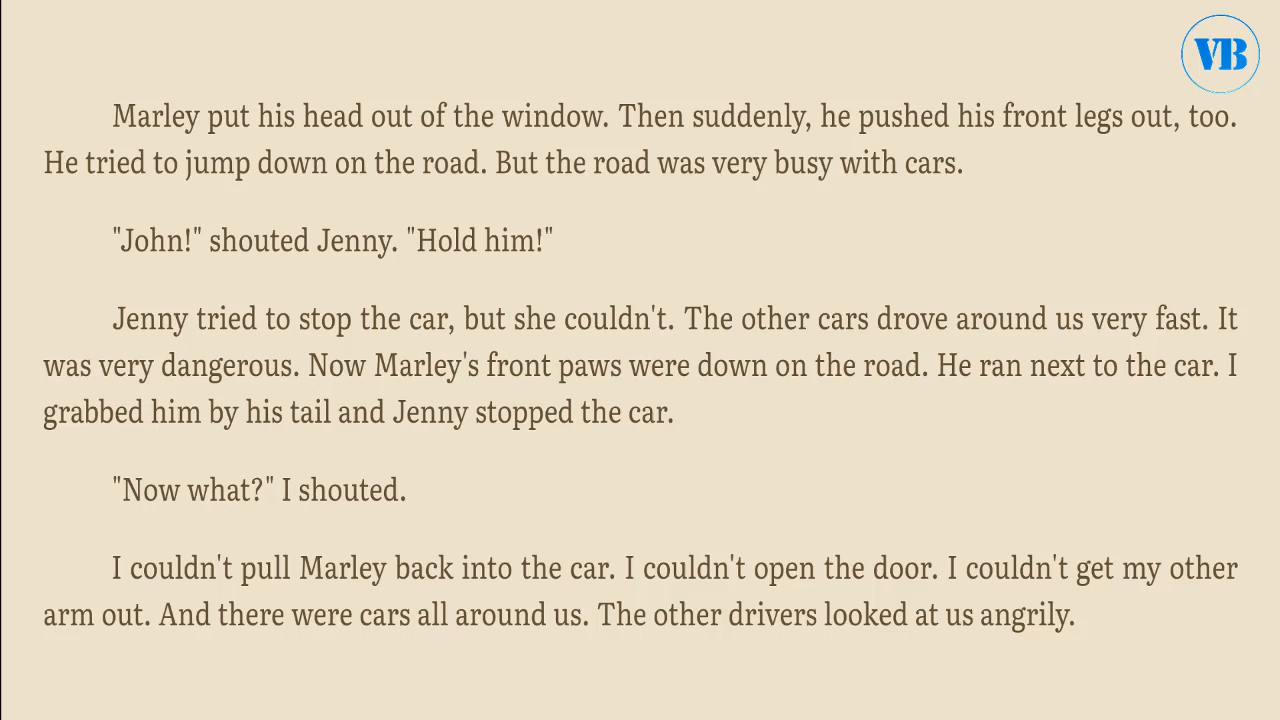 VB
Marley put his head out of the window. Then suddenly, he pushed his front legs out, too.
He tried to jump down on the road. But the road was very busy with cars.
"John!" shouted Jenny. "Hold him!"
Jenny tried to stop the car, but she couldn't. The other cars drove around us very fast. It
was very dangerous. Now Marley's front paws were down on the road. He ran next to the car. I
grabbed him by his tail and Jenny stopped the car.
"Now what?" I shouted.
I couldn't pull Marley back into the car. I couldn't open the door. I couldn't get my other
arm out. And there were cars all around us. The other drivers looked at us angrily.